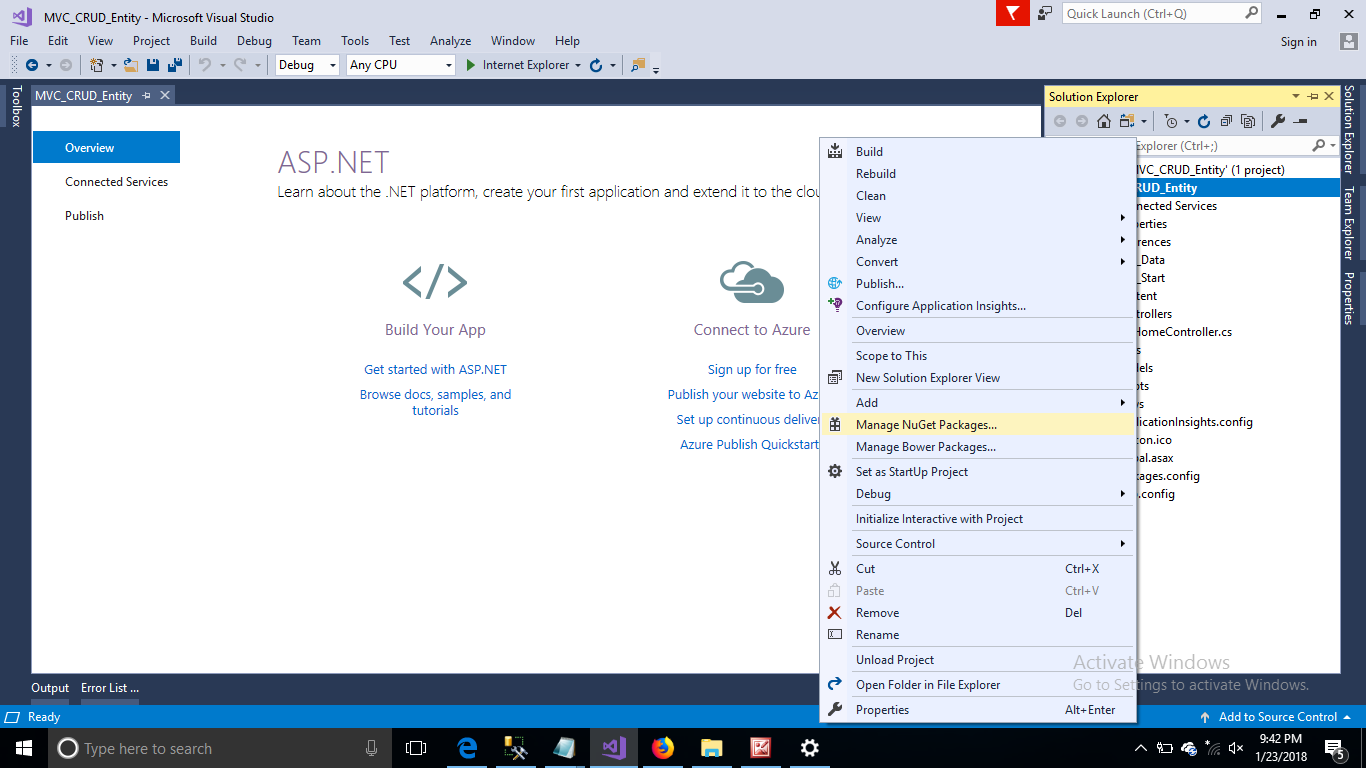 MVC_CRUD_Entity - Microsoft Visual Studio
Quick Launch (Ctrl+Q)
File Edit View Project Build Debug Team Tools Test Analyze Window Help
Sign in
Debug Any CPU Internet Explorer
Toolbox
MVC_CRUD_Entity
Overview
Connected Services
Publish
ASP.NET
Learn about the .NET platform, create your first application and extend it to the clou
Build Your App
Get started with ASP.NET
Browse docs, samples, and
tutorials
Connect to Azure
Sign up for free
Publish your website to Az
Set up continuous deliver
Azure Publish Quickstart
Build
Rebuild
Clean
View
Analyze
Convert
Publish...
Configure Application Insights...
Overview
Scope to This
New Solution Explorer View
Add
Manage NuGet Packages...
Manage Bower Packages...
Set as StartUp Project
Debug
Initialize Interactive with Project
Source Control
Cut Ctrl+X
Paste Ctrl+V
Remove Del
Rename
Unload Project
Open Folder in File Explorer
Properties Alt+Enter
Solution Explorer
Explorer (Ctrl+;)
MVC_CRUD_Entity' (1 project)
RUD_Entity
nected Services
erties
rences
_Data
_Start
tent
rollers
HomeController.cs
s
lels
ots
vs
licationInsights.config
con.ico
bal.asax
kages.config
.config
Solution Explorer
Team Explorer
Properties
Activate Windows
Go to Settings to activate Windows.
Output Error List ...
Ready
Add to Source Control
Type here to search
9:42 PM
1/23/2018
5